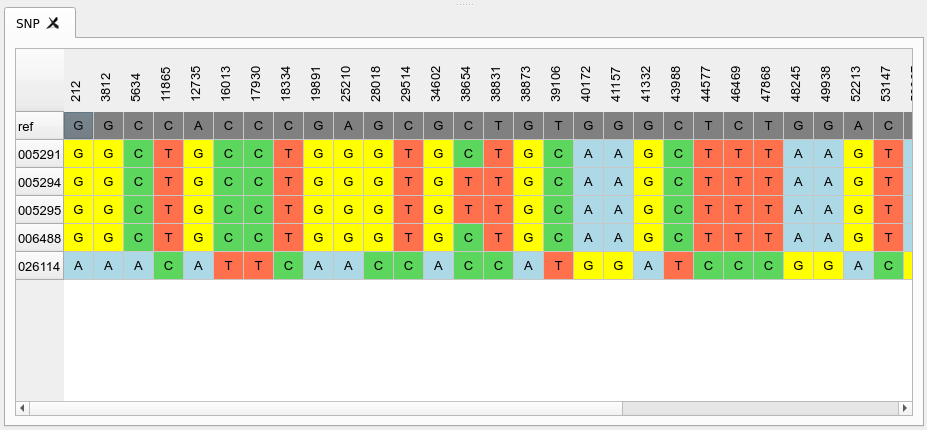 SNP
212 3812 5634 11865 12735 16013 17930 18334 19891 25210 28018 29514 34602 38654 38831 38873 39106 40172 41157 41332 43988 44577 46469 47868 48245 49938 52213 53147
ref G G C C A C C C G A G C G C T G T G G G C T C T G G A C
005291 G G C T G C C T G G G T G C T G C A A G C T T T A A G T
005294 G G C T G C C T G G G T G T T G C A A G C T T T A A G T
005295 G G C T G C C T G G G T G T T G C A A G C T T T A A G T
006488 G G C T G C C T G G G T G C T G C A A G C T T T A A G T
026114 A A A C A T T C A A C C A C C A T G G A T C C C G G A C